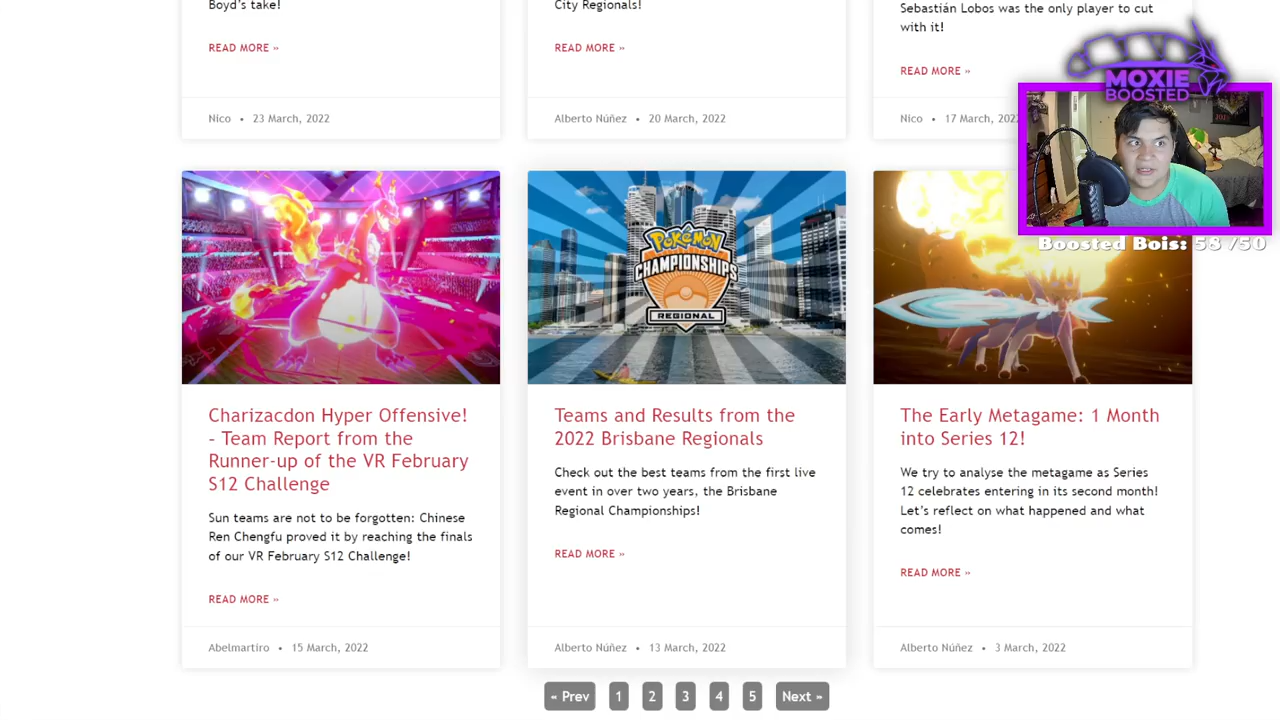 Boyd's take!
READ MORE »
Nico • 23 March, 2022
City Regionals!
READ MORE »
Alberto Núñez • 20 March, 2022
Sebastián Lobos was the only player to cut
with it!
READ MORE »
Nico • 17 March, 2022
MOXIE
BOOSTED
Boosted Bois: 58 /50
Charizacdon Hyper Offensive!
- Team Report from the
Runner-up of the VR February
S12 Challenge
Sun teams are not to be forgotten: Chinese
Ren Chengfu proved it by reaching the finals
of our VR February S12 Challenge!
READ MORE »
Abelmartiro • 15 March, 2022
Pokémon
CHAMPIONSHIPS
REGIONAL
Teams and Results from the
2022 Brisbane Regionals
Check out the best teams from the first live
event in over two years, the Brisbane
Regional Championships!
READ MORE »
Alberto Núñez • 13 March, 2022
The Early Metagame: 1 Month
into Series 12!
We try to analyse the metagame as Series
12 celebrates entering in its second month!
Let's reflect on what happened and what
comes!
READ MORE »
Alberto Núñez • 3 March, 2022
« Prev 1 2 3 4 5 Next »